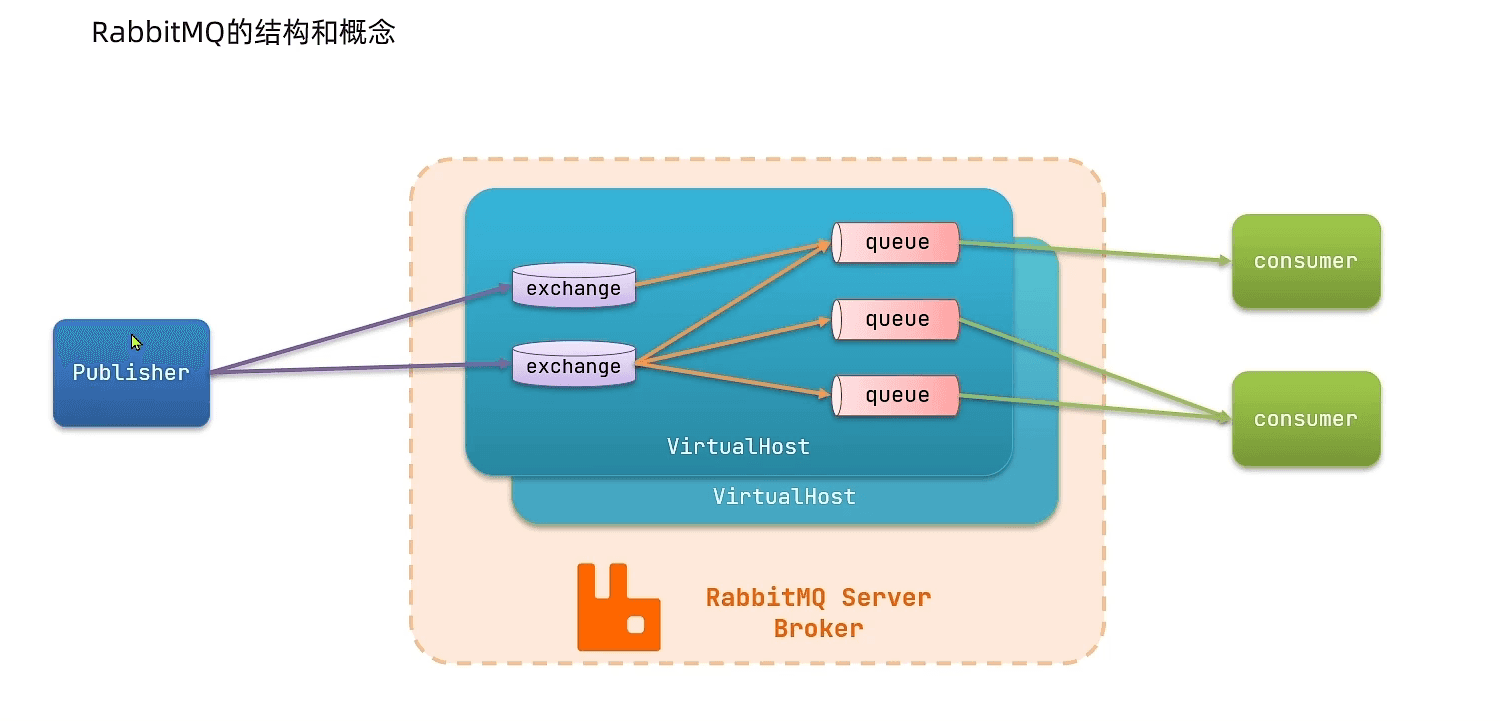 RabbitMQ的结构和概念
Publisher
exchange
exchange
queue
queue
queue
VirtualHost
VirtualHost
RabbitMQ Server
Broker
consumer
consumer